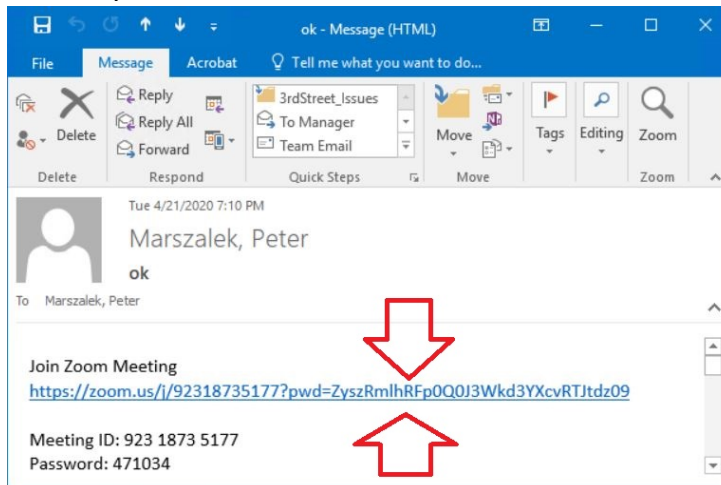 ok - Message (HTML)
File Message Acrobat Tell me what you want to do...
Delete
Reply
Reply All
Forward
3rdStreet_Issues
To Manager
Team Email
Move
Tags
Editing
Zoom
Delete Respond Quick Steps Move Zoom
Tue 4/21/2020 7:10 PM
Marszalek, Peter
ok
To Marszalek, Peter
Join Zoom Meeting
https://zoom.us/j/92318735177?pwd=ZyszRmlhRFp0Q0J3Wkd3YXcvRTJtdz09
Meeting ID: 923 1873 5177
Password: 471034